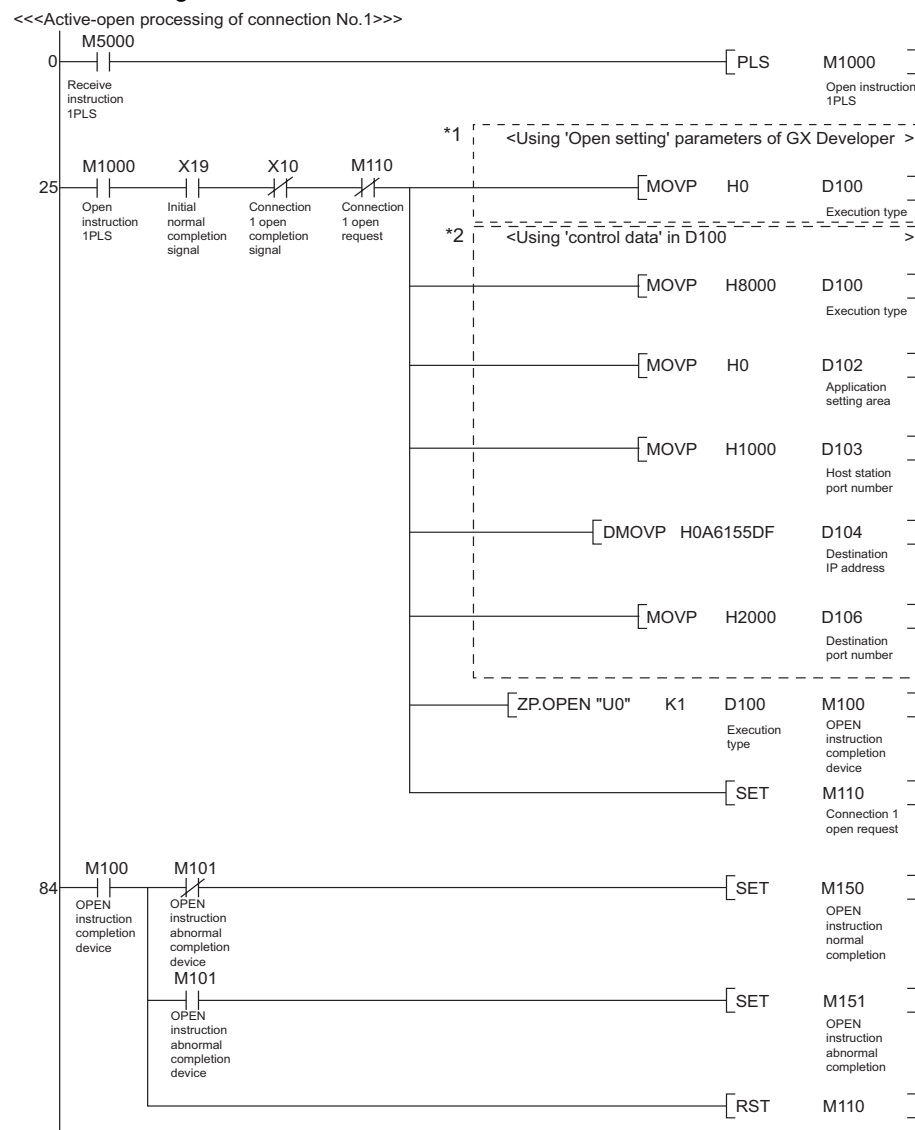 <<<Active-open processing of connection No.1>>>
M5000
0
PLS M1000
Receive instruction 1PLS
Open instruction 1PLS
*1 <Using 'Open setting' parameters of GX Developer >
M1000 X19 X10 M110
25
MOVP H0 D100
Open instruction 1PLS
Initial normal completion signal
Connection 1 open completion signal
Connection 1 open request
Execution type
*2 <Using 'control data' in D100 >
MOVP H8000 D100
Execution type
MOVP H0 D102
Application setting area
MOVP H1000 D103
Host station port number
DMOVP H0A6155DF D104
Destination IP address
MOVP H2000 D106
Destination port number
ZP.OPEN "U0" K1 D100 M100
Execution type
OPEN instruction completion device
SET M110
Connection 1 open request
M100 M101
84
SET M150
OPEN instruction completion device
OPEN instruction abnormal completion device
OPEN instruction normal completion
M101
SET M151
OPEN instruction abnormal completion device
OPEN instruction abnormal completion
RST M110